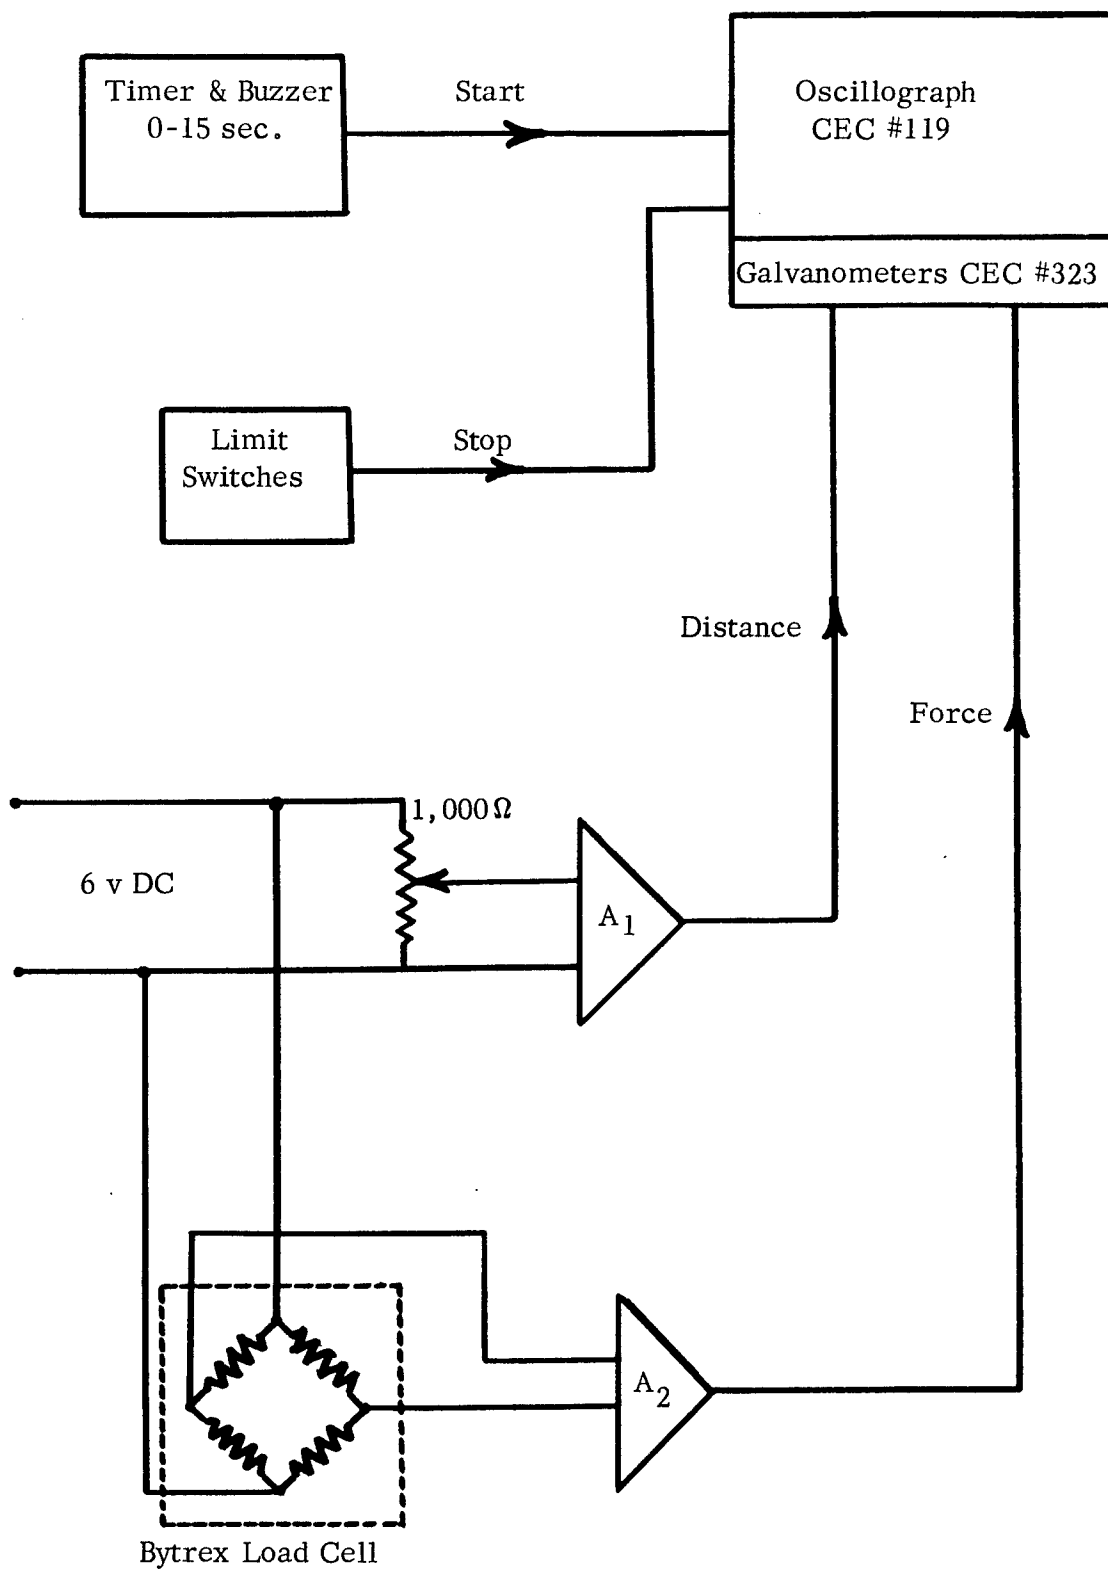 Timer & Buzzer
0-15 sec.
Start
Oscillograph
CEC #119
Galvanometers CEC #323
Limit
Switches
Stop
Distance
Force
1,000Ω
6 v DC
A1
A2
Bytrex Load Cell